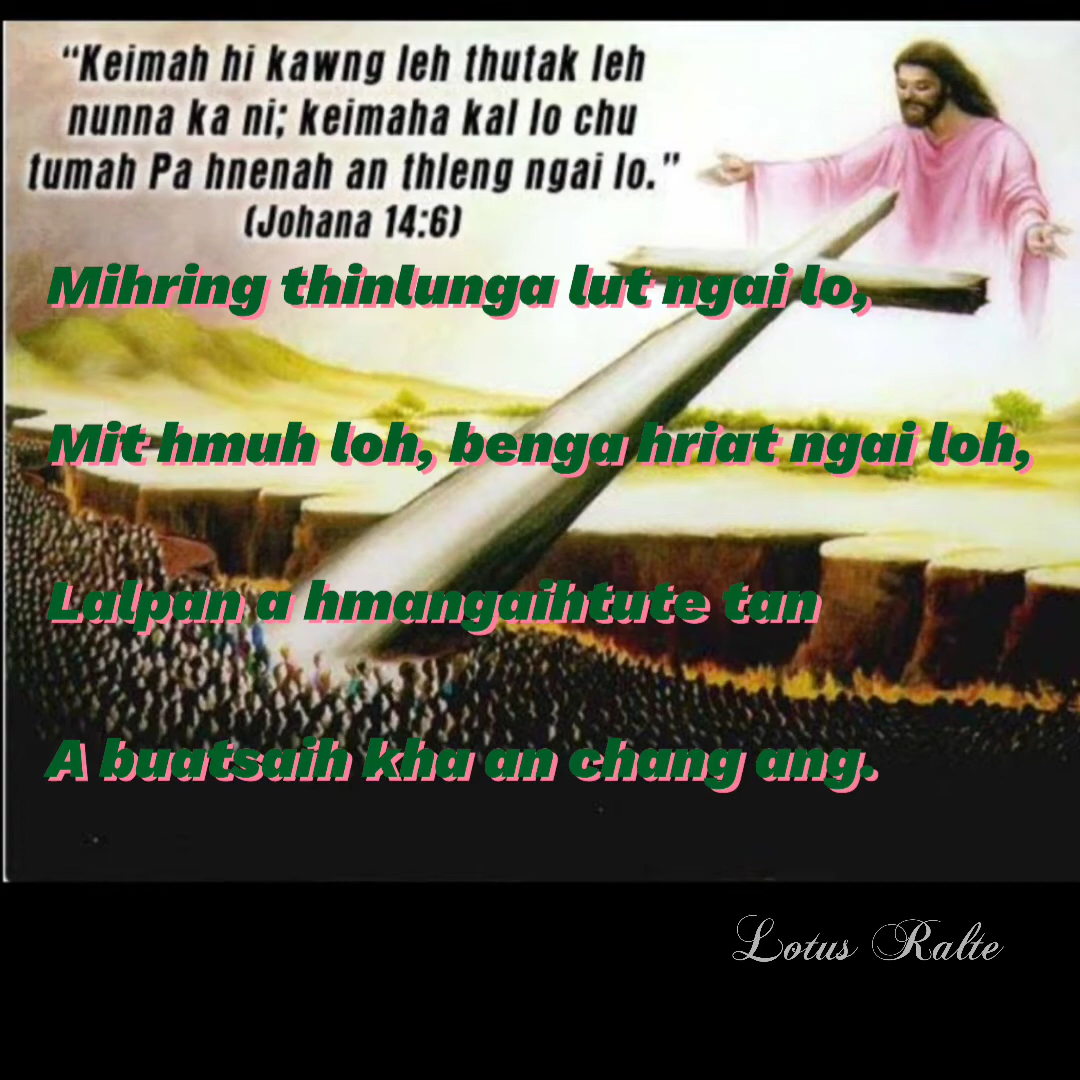 “Keimah hi kawng leh thutak leh
nunna ka ni; keimaha kal lo chu
tumah Pa hnenah an thleng ngai lo.”
(Johana 14:6)
Mihring thinlunga lut ngai lo,
Mit hmuh loh, benga hriat ngai loh,
Lalpan a hmangaihtute tan
A buatsaih kha an chang ang.
Lotus Ralte